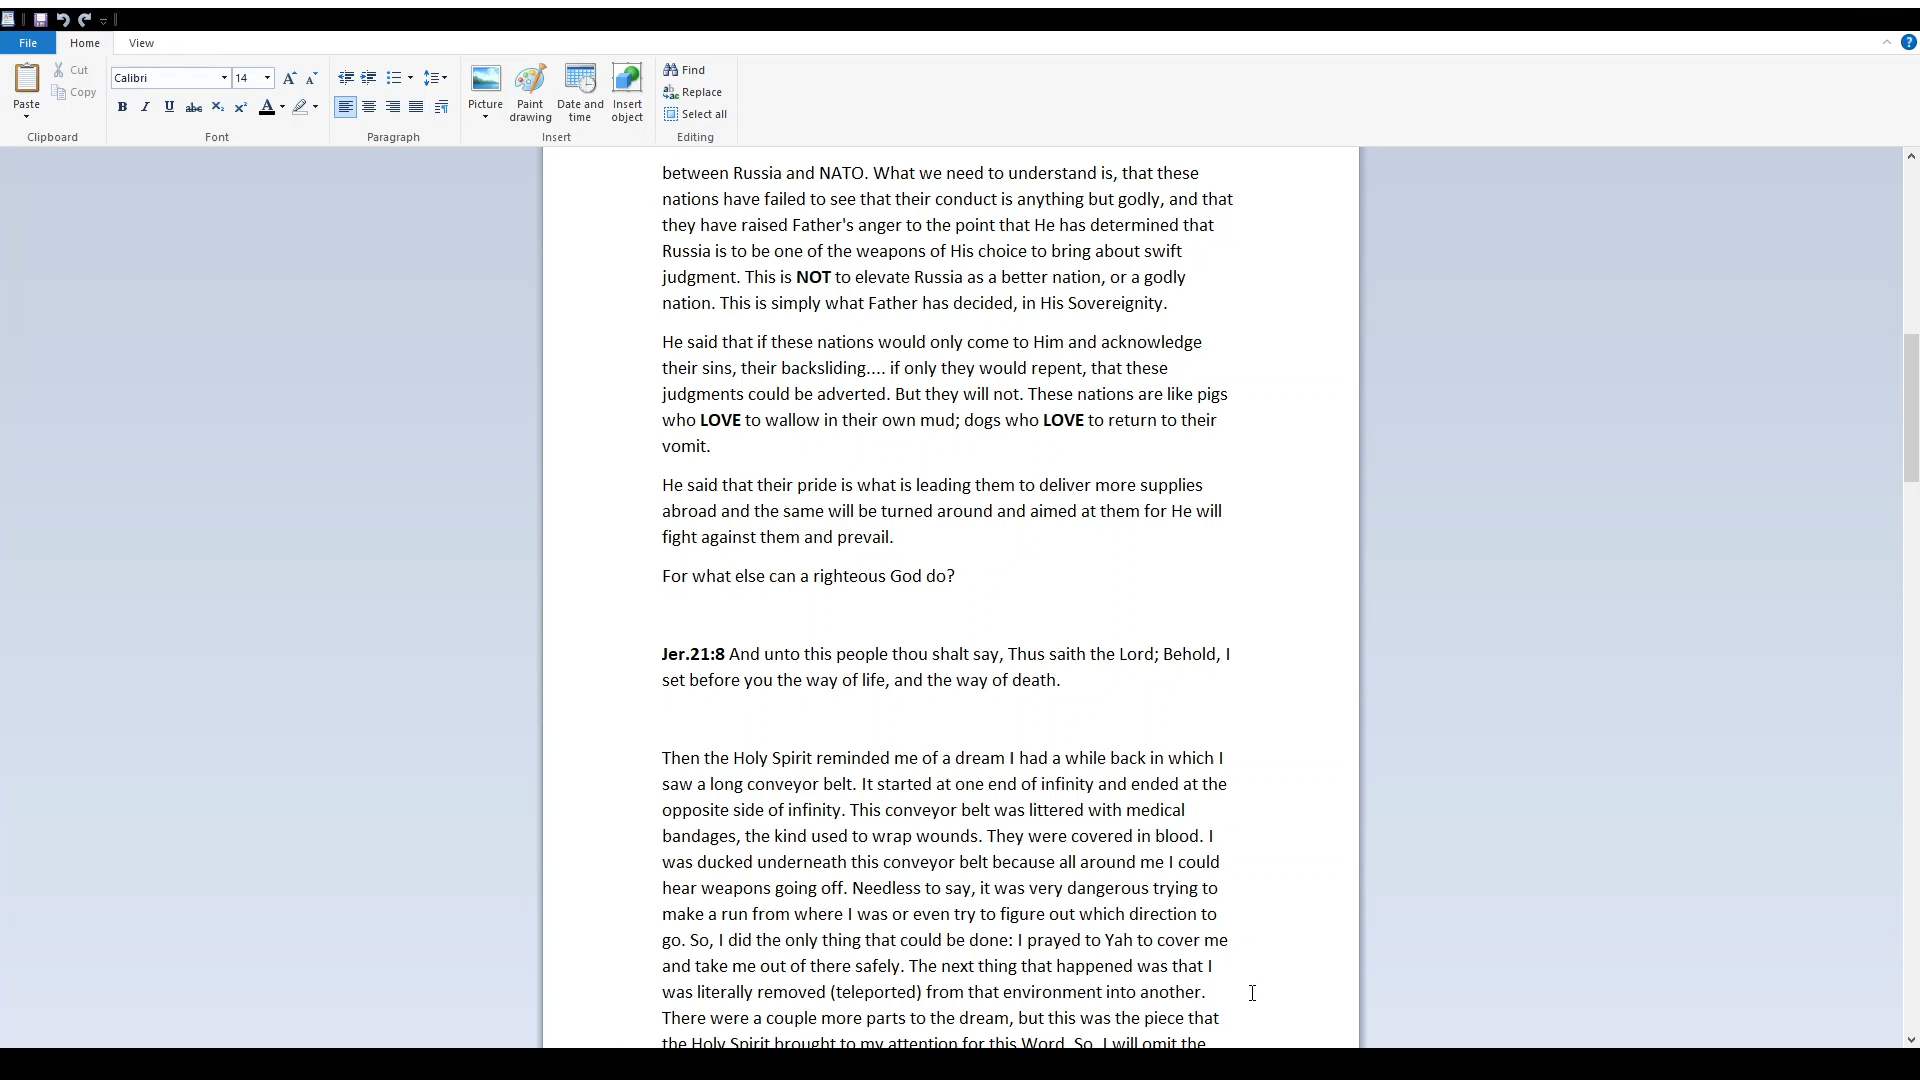 File
Home
View
Paste
Cut
Copy
Clipboard
Calibri
14
B I U abc X₂ X²
A
Font
Paragraph
Picture
Paint drawing
Date and time
Insert object
Insert
Find
Replace
Select all
Editing
between Russia and NATO. What we need to understand is, that these
nations have failed to see that their conduct is anything but godly, and that
they have raised Father's anger to the point that He has determined that
Russia is to be one of the weapons of His choice to bring about swift
judgment. This is NOT to elevate Russia as a better nation, or a godly
nation. This is simply what Father has decided, in His Sovereignity.
He said that if these nations would only come to Him and acknowledge
their sins, their backsliding.... if only they would repent, that these
judgments could be adverted. But they will not. These nations are like pigs
who LOVE to wallow in their own mud; dogs who LOVE to return to their
vomit.
He said that their pride is what is leading them to deliver more supplies
abroad and the same will be turned around and aimed at them for He will
fight against them and prevail.
For what else can a righteous God do?
Jer.21:8 And unto this people thou shalt say, Thus saith the Lord; Behold, I
set before you the way of life, and the way of death.
Then the Holy Spirit reminded me of a dream I had a while back in which I
saw a long conveyor belt. It started at one end of infinity and ended at the
opposite side of infinity. This conveyor belt was littered with medical
bandages, the kind used to wrap wounds. They were covered in blood. I
was ducked underneath this conveyor belt because all around me I could
hear weapons going off. Needless to say, it was very dangerous trying to
make a run from where I was or even try to figure out which direction to
go. So, I did the only thing that could be done: I prayed to Yah to cover me
and take me out of there safely. The next thing that happened was that I
was literally removed (teleported) from that environment into another.
There were a couple more parts to the dream, but this was the piece that
the Holy Spirit brought to my attention for this Word. So, I will omit the